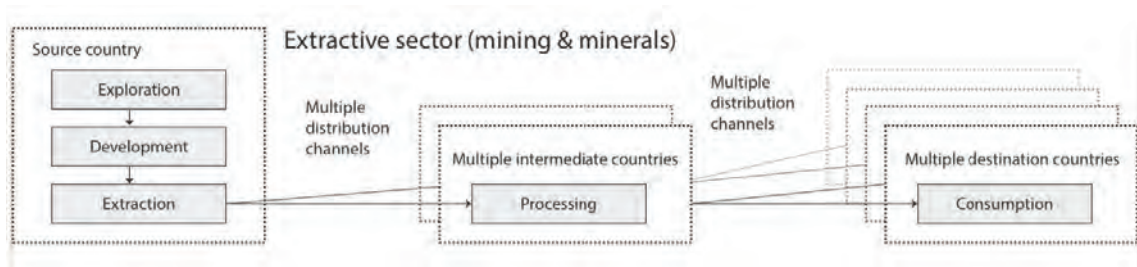 Extractive sector (mining & minerals)
Source country
Exploration
Development
Extraction
Multiple
distribution
channels
Multiple intermediate countries
Processing
Multiple
distribution
channels
Multiple destination countries
Consumption